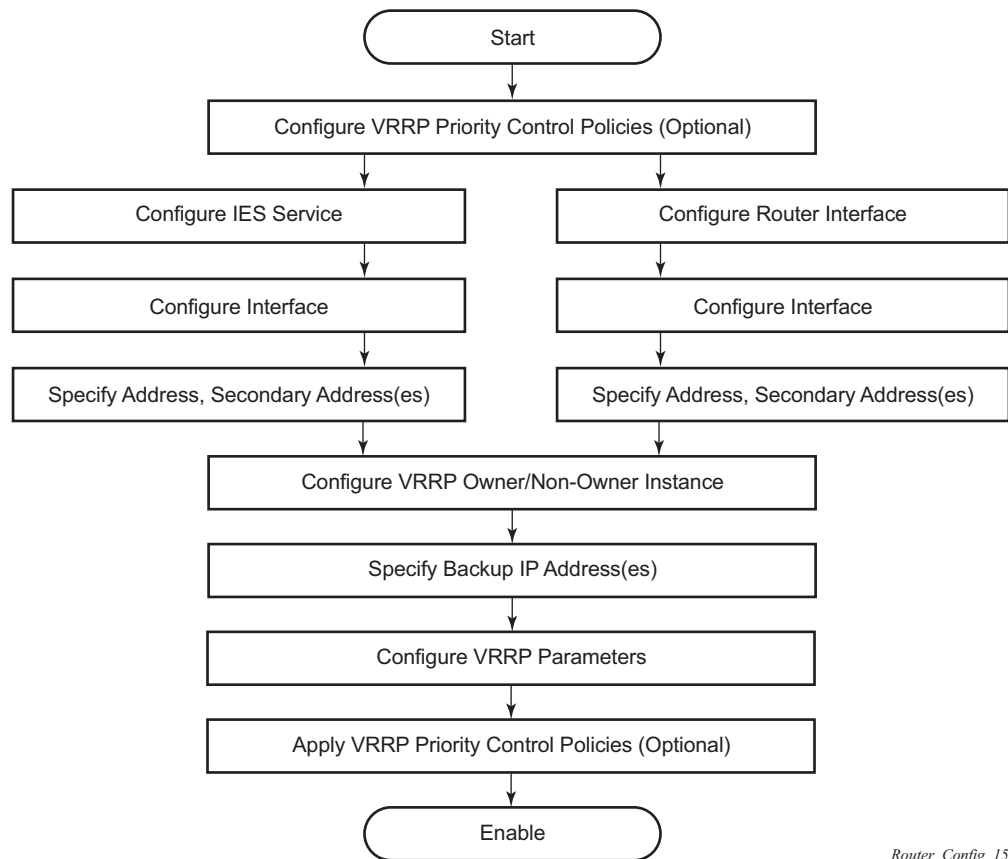 Start
Configure VRRP Priority Control Policies (Optional)
Configure IES Service
Configure Router Interface
Configure Interface
Configure Interface
Specify Address, Secondary Address(es)
Specify Address, Secondary Address(es)
Configure VRRP Owner/Non-Owner Instance
Specify Backup IP Address(es)
Configure VRRP Parameters
Apply VRRP Priority Control Policies (Optional)
Enable
Router_Config_15